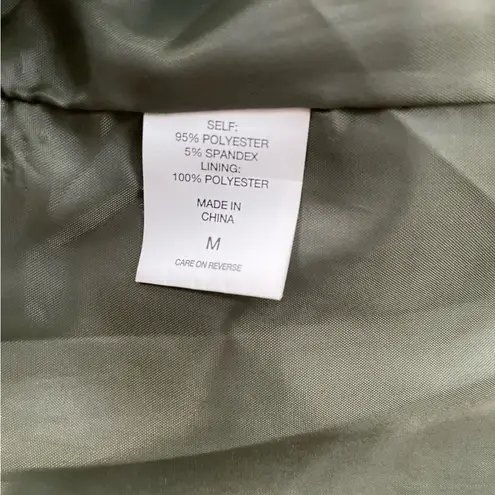 SELF:
95% POLYESTER
5% SPANDEX
LINING:
100% POLYESTER
MADE IN
CHINA
M
CARE ON REVERSE